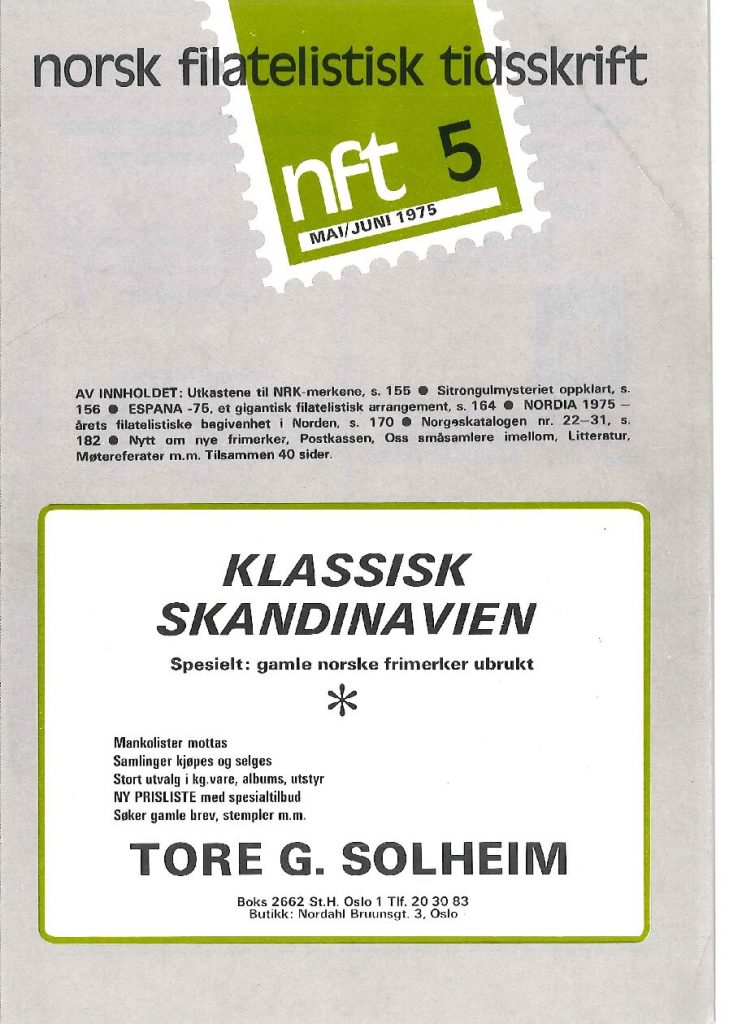 norsk filatelistisk tidsskrift
nft 5
MAI/JUNI 1975
AV INNHOLDET: Utkastene til NRK-merkene, s. 155 ● Sitrongulmysteriet oppklart, s.
156 ● ESPANA -75, et gigantisk filatelistisk arrangement, s. 164 ● NORDIA 1975 –
årets filatelistiske begivenhet i Norden, s. 170 ● Norgeskatalogen nr. 22–31, s.
182 ● Nytt om nye frimerker, Postkassen, Oss småsamlere imellom, Litteratur,
Møtereferater m.m. Tilsammen 40 sider.
KLASSISK
SKANDINAVIEN
Spesielt: gamle norske frimerker ubrukt
*
Mankolister mottas
Samlinger kjøpes og selges
Stort utvalg i kg.vare, albums, utstyr
NY PRISLISTE med spesialtilbud
Søker gamle brev, stempler m.m.
TORE G. SOLHEIM
Boks 2662 St.H. Oslo 1 Tlf. 20 30 83
Butikk: Nordahl Bruunsgt. 3, Oslo